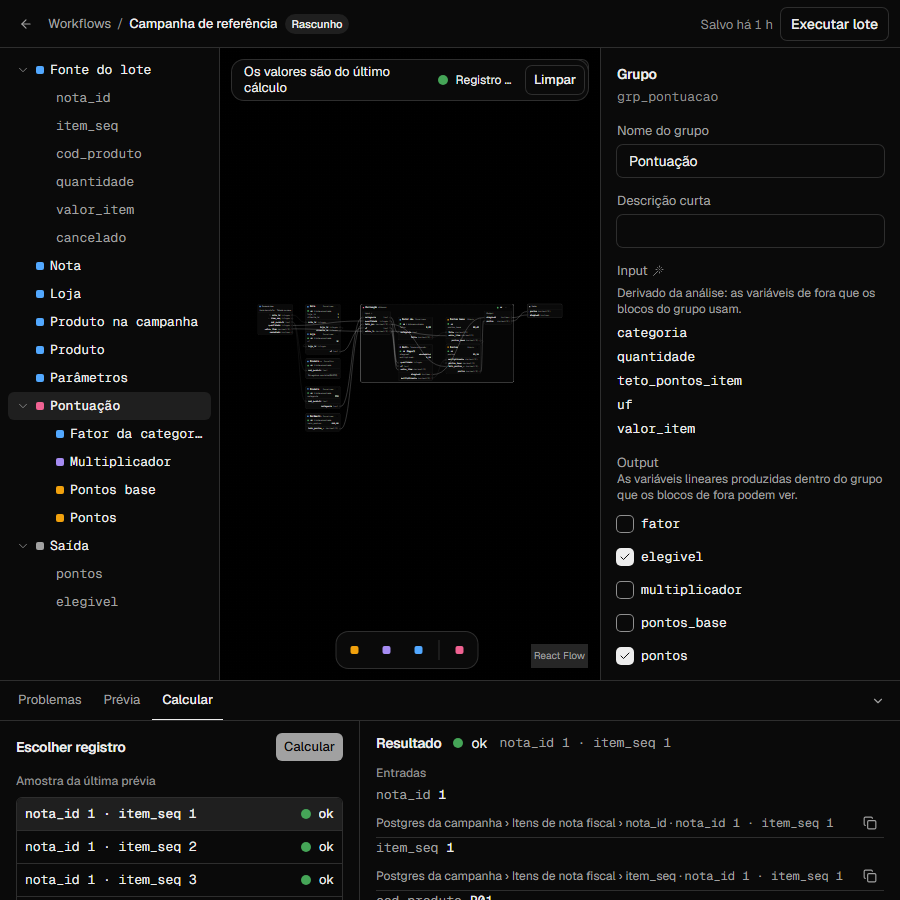 Workflows / Campanha de referência Rascunho
Salvo há 1 h
Executar lote
Fonte do lote
nota_id
item_seq
cod_produto
quantidade
valor_item
cancelado
Nota
Loja
Produto na campanha
Produto
Parâmetros
Pontuação
Fator da categor…
Multiplicador
Pontos base
Pontos
Saída
pontos
elegivel
Os valores são do último
cálculo
Registro …
Limpar
React Flow
Grupo
grp_pontuacao
Nome do grupo
Pontuação
Descrição curta
Input
Derivado da análise: as variáveis de fora que os
blocos do grupo usam.
categoria
quantidade
teto_pontos_item
uf
valor_item
Output
As variáveis lineares produzidas dentro do grupo
que os blocos de fora podem ver.
fator
elegivel
multiplicador
pontos_base
pontos
Problemas
Prévia
Calcular
Escolher registro
Calcular
Amostra da última prévia
nota_id 1 · item_seq 1 ok
nota_id 1 · item_seq 2 ok
nota_id 1 · item_seq 3 ok
Resultado ok nota_id 1 · item_seq 1
Entradas
nota_id 1
Postgres da campanha › Itens de nota fiscal › nota_id · nota_id 1 · item_seq 1
item_seq 1
Postgres da campanha › Itens de nota fiscal › item_seq · nota_id 1 · item_seq 1
cod_produto P01